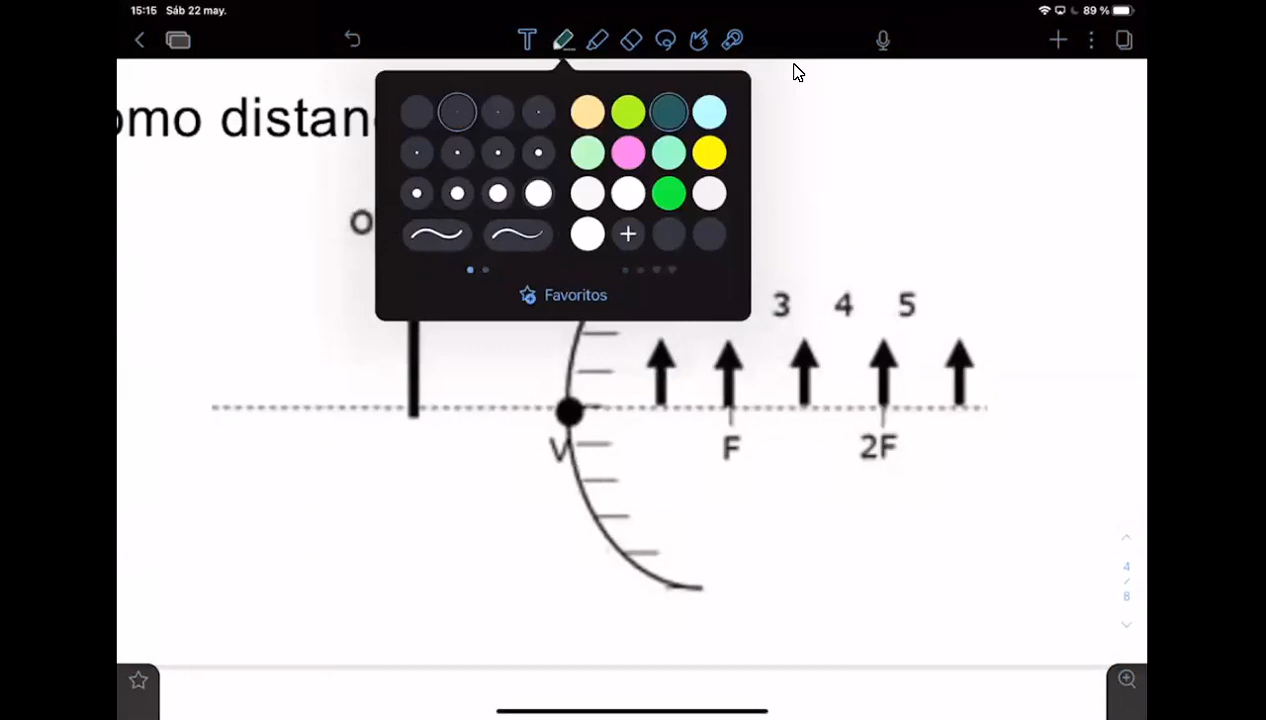 15:15 Sáb 22 may. 89 %
T
omo distan
o
Favoritos
3 4 5
V F 2F
4
/
8